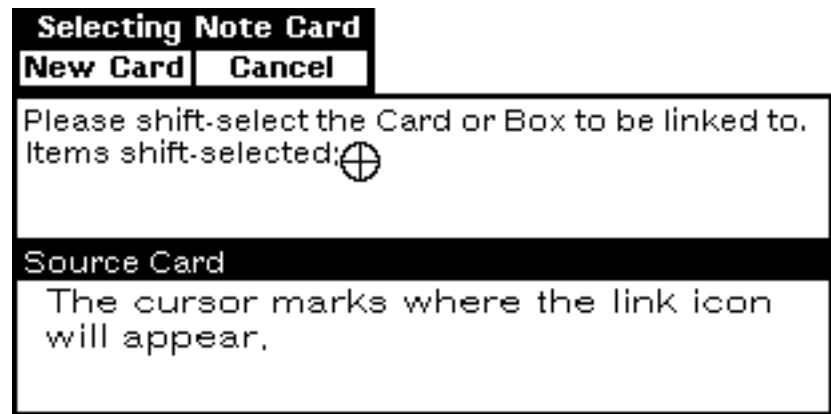 Selecting Note Card
New Card Cancel
Please shift-select the Card or Box to be linked to.
Items shift-selected:
Source Card
The cursor marks where the link icon
will appear.